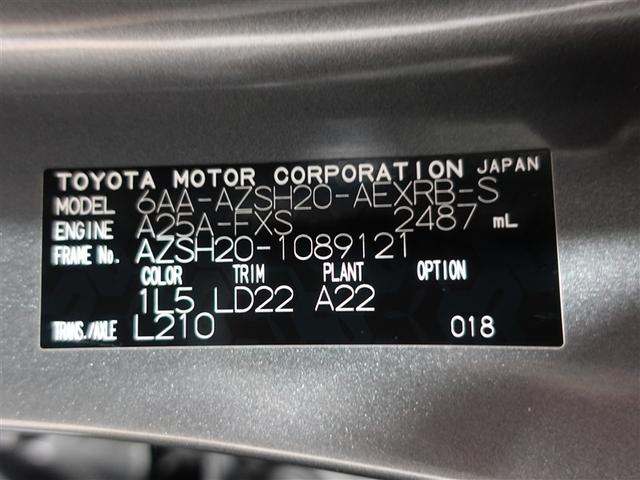 TOYOTA MOTOR CORPORATION JAPAN
MODEL 6AA-AZSH20-AEXRB-S
ENGINE A25A-FXS 2487 mL
FRAME No. AZSH20-1089121
COLOR TRIM PLANT OPTION
1L5 LD22 A22
TRANS./AXLE L210 018